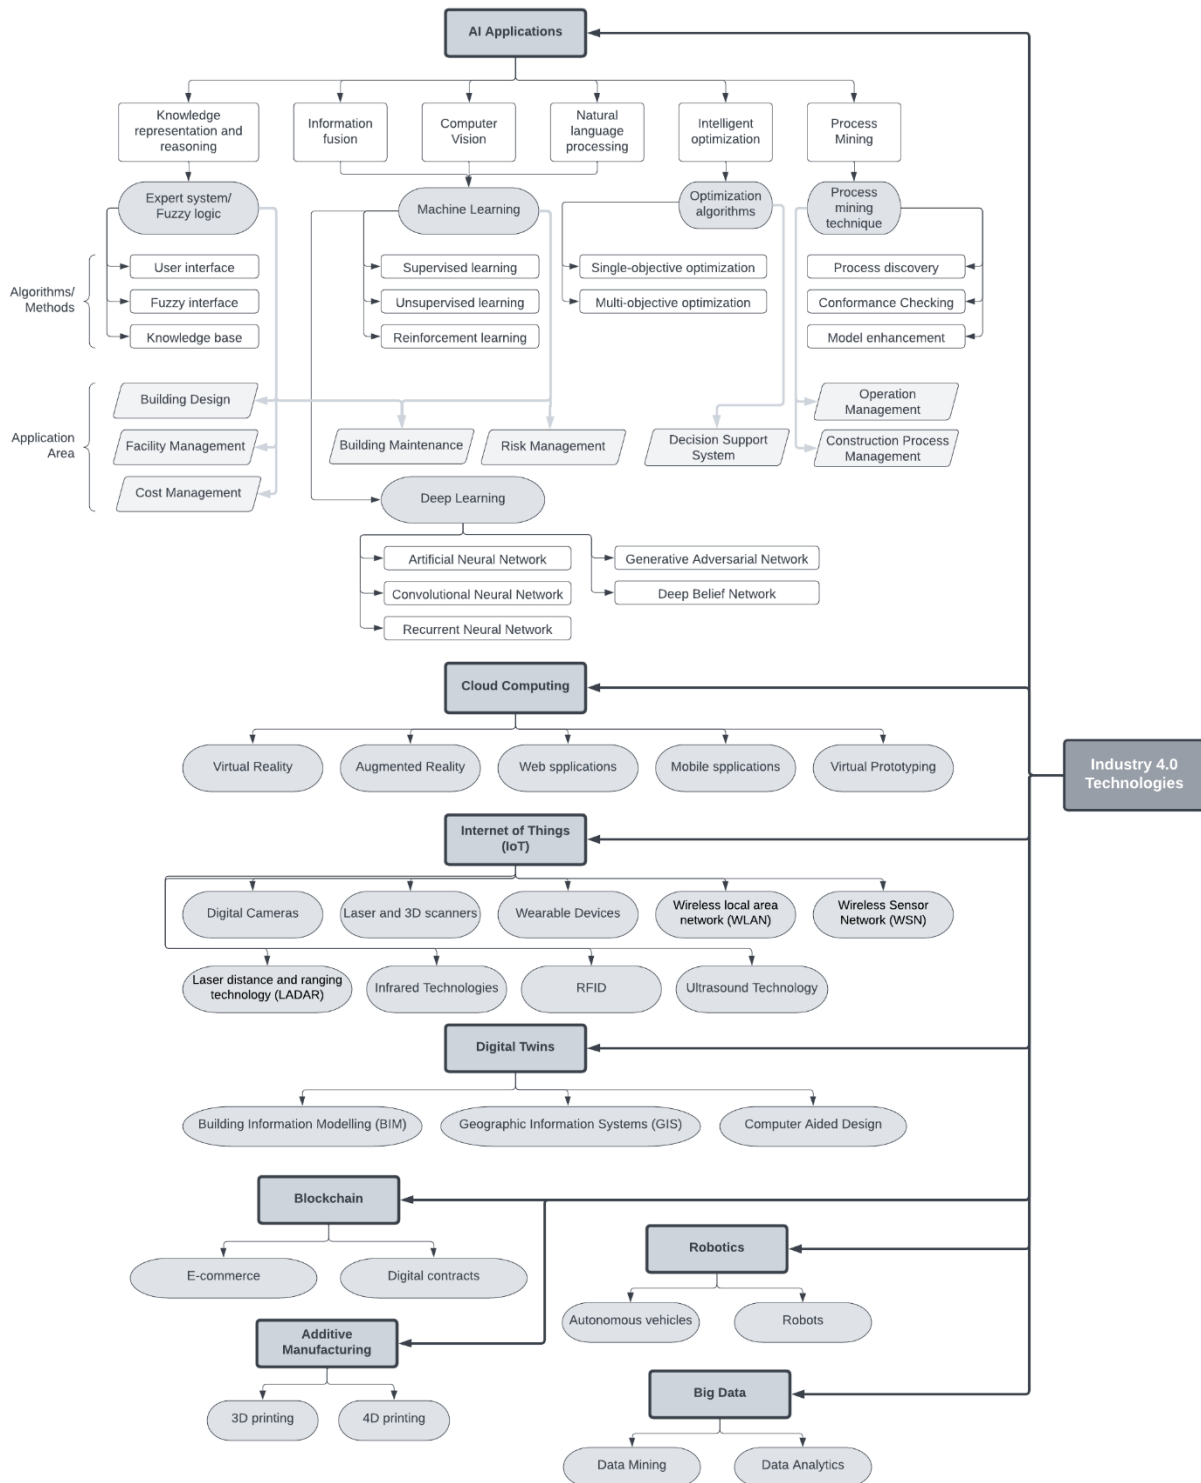 AI Applications
Knowledge
representation and
reasoning
Information
fusion
Computer
Vision
Natural
language
processing
Intelligent
optimization
Process
Mining
Expert system/
Fuzzy logic
Machine Learning
Optimization
algorithms
Process
mining
technique
Algorithms/
Methods
User interface
Fuzzy interface
Knowledge base
Supervised learning
Unsupervised learning
Reinforcement learning
Single-objective optimization
Multi-objective optimization
Process discovery
Conformance Checking
Model enhancement
Application
Area
Building Design
Facility Management
Cost Management
Building Maintenance
Risk Management
Decision Support
System
Operation
Management
Construction Process
Management
Deep Learning
Artificial Neural Network
Convolutional Neural Network
Recurrent Neural Network
Generative Adversarial Network
Deep Belief Network
Cloud Computing
Virtual Reality
Augmented Reality
Web spplications
Mobile spplications
Virtual Prototyping
Industry 4.0
Technologies
Internet of Things
(IoT)
Digital Cameras
Laser and 3D scanners
Wearable Devices
Wireless local area
network (WLAN)
Wireless Sensor
Network (WSN)
Laser distance and ranging
technology (LADAR)
Infrared Technologies
RFID
Ultrasound Technology
Digital Twins
Building Information Modelling (BIM)
Geographic Information Systems (GIS)
Computer Aided Design
Blockchain
E-commerce
Digital contracts
Robotics
Autonomous vehicles
Robots
Additive
Manufacturing
3D printing
4D printing
Big Data
Data Mining
Data Analytics